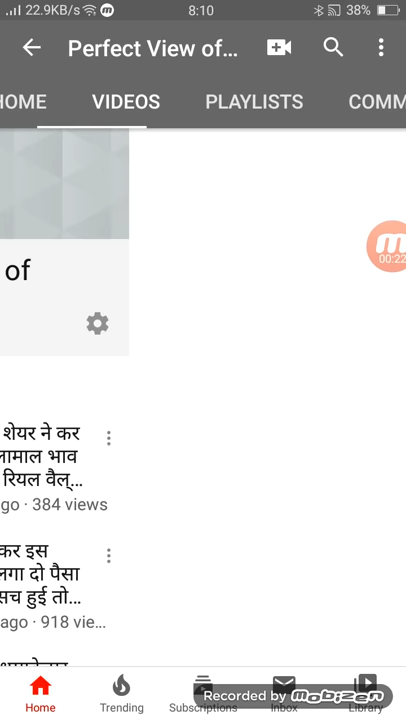 22.9KB/s 8:10 38%
Perfect View of...
HOME VIDEOS PLAYLISTS COMM
of
00:22
शेयर ने कर
लामाल भाव
रियल वैल्...
go · 384 views
कर इस
लगा दो पैसा
सच हुई तो...
ago · 918 vie...
Home Trending Subscriptions Inbox Library
Recorded by mobizen